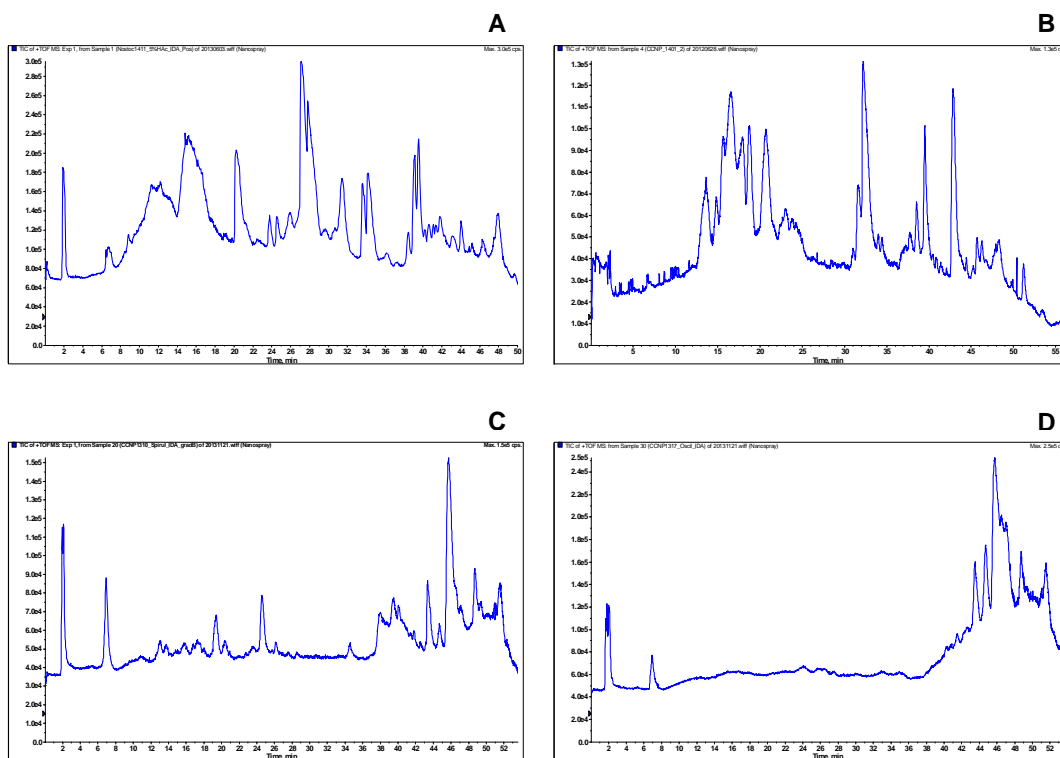 A
TIC of +TOF MS: Exp 1, from Sample 1 (Nostoc1411_5%HAc_IDA_Pos) of 20130603.wiff (Nanospray) Max. 3.0e5 cps.
3.0e5
2.8e5
2.6e5
2.4e5
2.2e5
2.0e5
1.8e5
1.6e5
1.4e5
1.2e5
1.0e5
8.0e4
6.0e4
4.0e4
2.0e4
0.0
2 4 6 8 10 12 14 16 18 20 22 24 26 28 30 32 34 36 38 40 42 44 46 48 50
Time, min
B
TIC of +TOF MS: from Sample 4 (CCNP_1401_2) of 20120628.wiff (Nanospray) Max. 1.3e5
1.3e5
1.2e5
1.1e5
1.0e5
9.0e4
8.0e4
7.0e4
6.0e4
5.0e4
4.0e4
3.0e4
2.0e4
1.0e4
0.0
5 10 15 20 25 30 35 40 45 50 55
Time, min
C
TIC of +TOF MS: Exp 1, from Sample 20 (CCNP1310_Spirul_IDA_gradB) of 20131121.wiff (Nanospray) Max. 1.5e5 cps.
1.5e5
1.4e5
1.3e5
1.2e5
1.1e5
1.0e5
9.0e4
8.0e4
7.0e4
6.0e4
5.0e4
4.0e4
3.0e4
2.0e4
1.0e4
0.0
2 4 6 8 10 12 14 16 18 20 22 24 26 28 30 32 34 36 38 40 42 44 46 48 50 52
Time, min
D
TIC of +TOF MS: from Sample 30 (CCNP1317_Oscil_IDA) of 20131121.wiff (Nanospray) Max. 2.5e5
2.5e5
2.4e5
2.2e5
2.0e5
1.8e5
1.6e5
1.4e5
1.2e5
1.0e5
8.0e4
6.0e4
4.0e4
2.0e4
0.0
2 4 6 8 10 12 14 16 18 20 22 24 26 28 30 32 34 36 38 40 42 44 46 48 50 52
Time, min